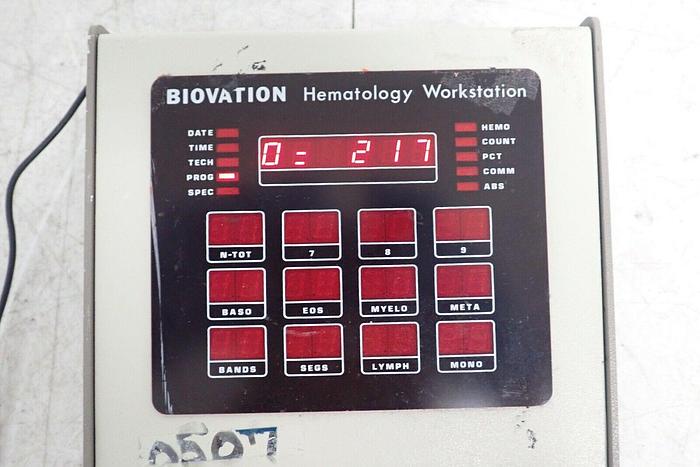 BIOVATION Hematology Workstation
DATE
TIME
TECH
PROG
SPEC
0= 217
HEMO
COUNT
PCT
COMM
ABS
N-TOT 7 8 9
BASO EOS MYELO META
BANDS SEGS LYMPH MONO